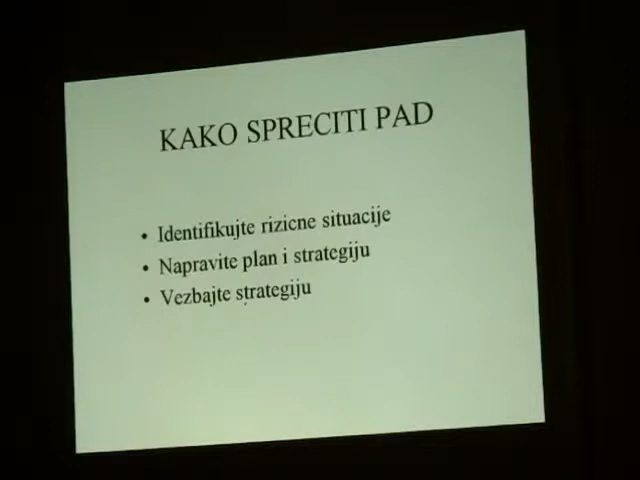 KAKO SPRECITI PAD
• Identifikujte rizicne situacije
• Napravite plan i strategiju
• Vezbajte strategiju